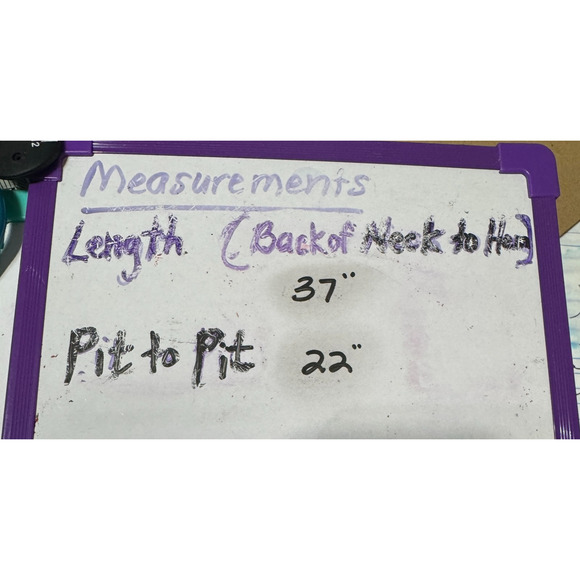 Measurements
Length (Back of Neck to Hem)
37"
Pit to Pit 22"